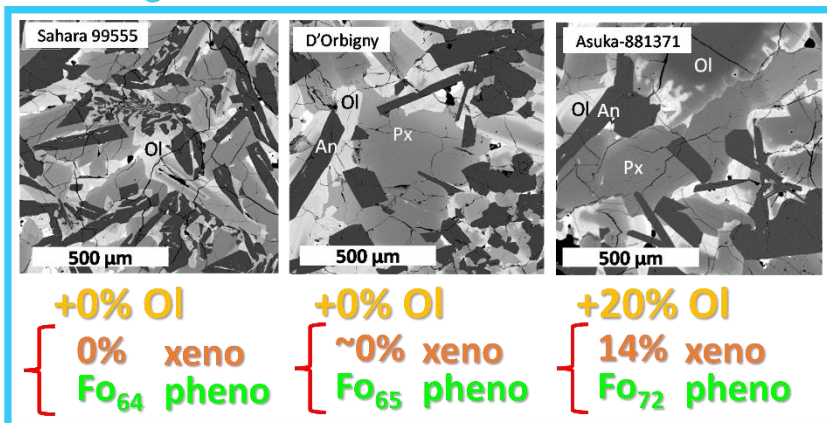 Sahara 99555
Ol
500 µm
+0% Ol
0% xeno
Fo64 pheno
D'Orbigny
Ol
An
Px
500 µm
+0% Ol
~0% xeno
Fo65 pheno
Asuka-881371
Ol
Ol
An
Px
500 µm
+20% Ol
14% xeno
Fo72 pheno